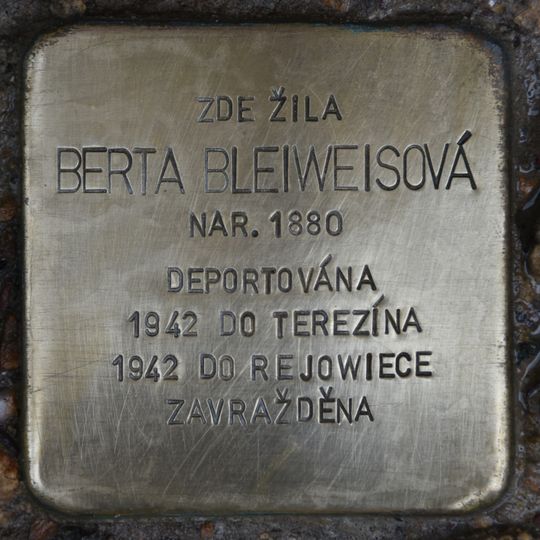 ZDE ŽILA
BERTA BLEIWEISOVÁ
NAR. 1880
DEPORTOVÁNA
1942 DO TEREZÍNA
1942 DO REJOWIECE
ZAVRAŽDĚNA